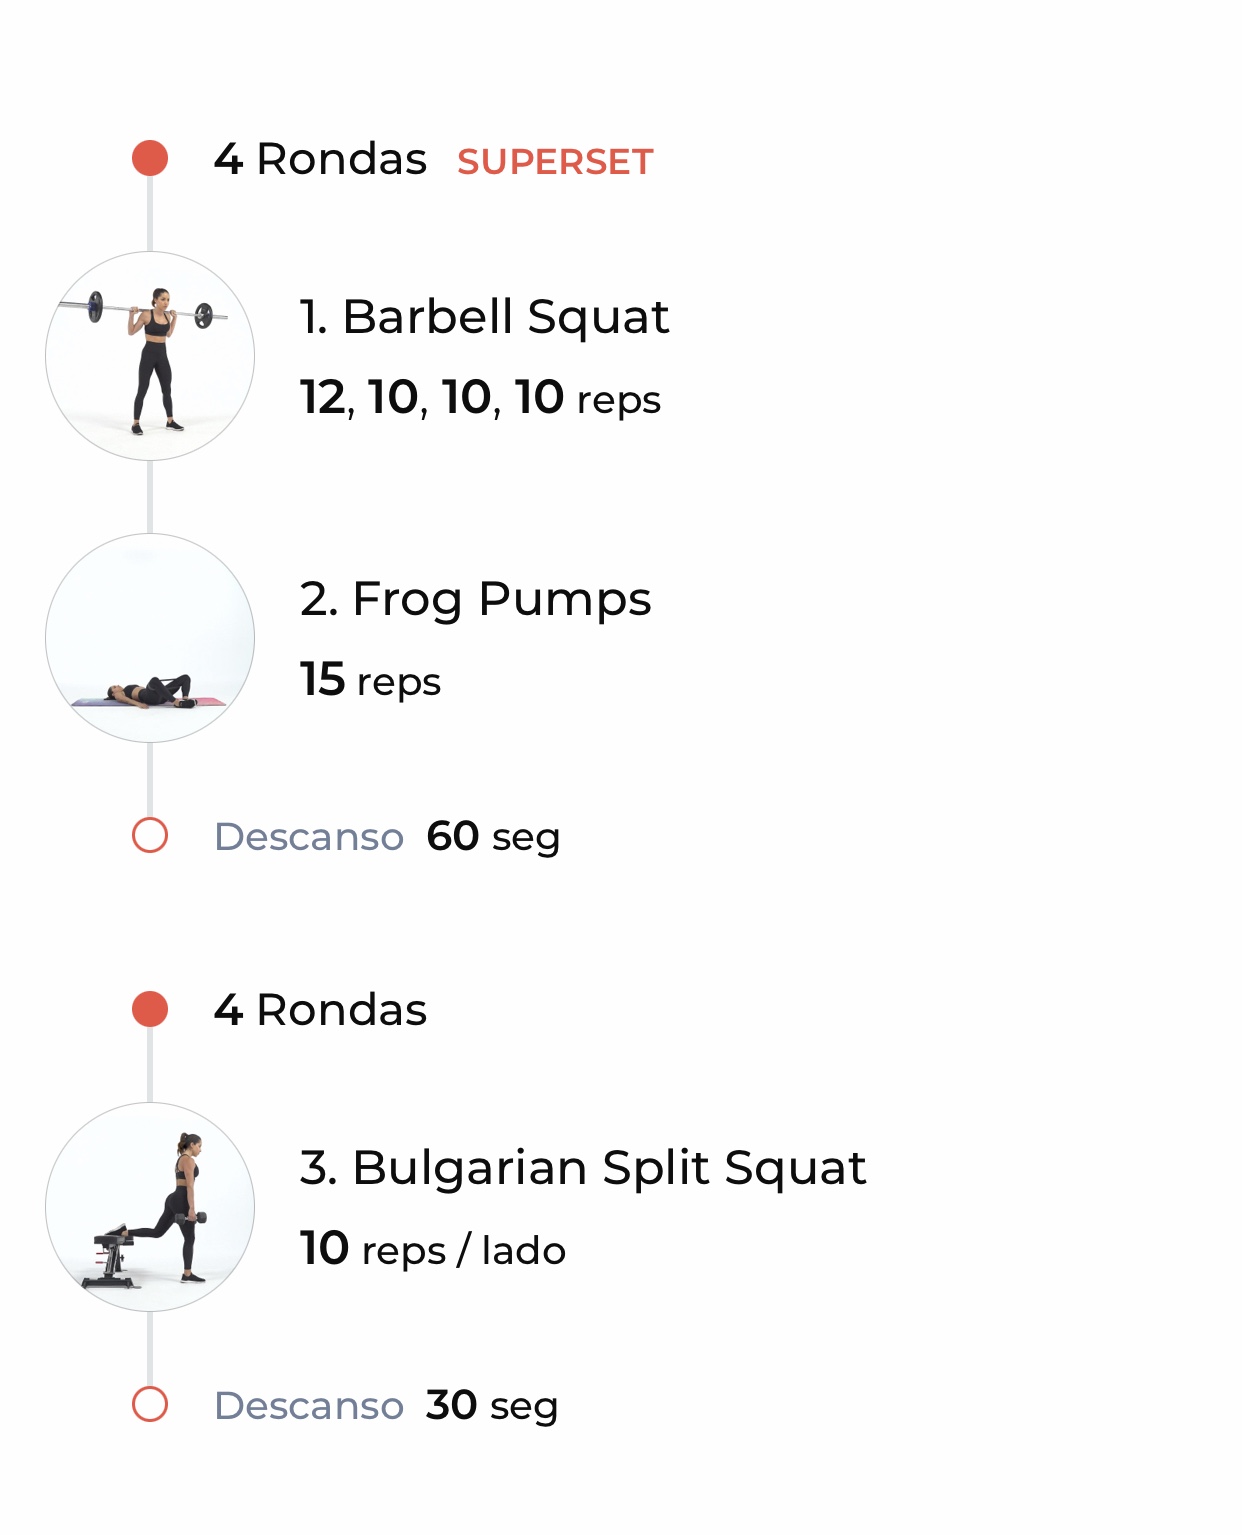 4 Rondas SUPERSET
1. Barbell Squat
12, 10, 10, 10 reps
2. Frog Pumps
15 reps
Descanso 60 seg
4 Rondas
3. Bulgarian Split Squat
10 reps / lado
Descanso 30 seg